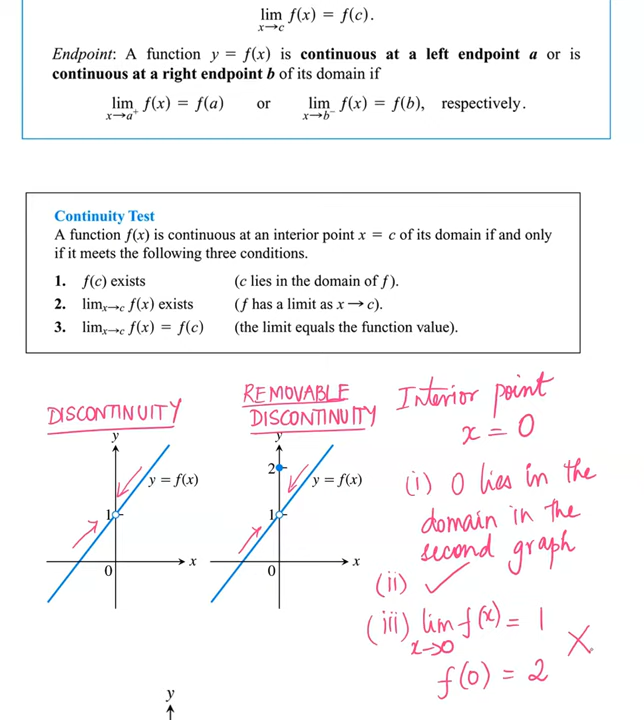 lim f(x) = f(c).
x→c
Endpoint: A function y = f(x) is continuous at a left endpoint a or is
continuous at a right endpoint b of its domain if
lim f(x) = f(a) or lim f(x) = f(b), respectively.
x→a⁺ x→b⁻
Continuity Test
A function f(x) is continuous at an interior point x = c of its domain if and only
if it meets the following three conditions.
1. f(c) exists (c lies in the domain of f).
2. limₓ→c f(x) exists (f has a limit as x → c).
3. limₓ→c f(x) = f(c) (the limit equals the function value).
DISCONTINUITY
y
y = f(x)
1
0
x
REMOVABLE
DISCONTINUITY
y
2
y = f(x)
1
0
x
Interior point
x = 0
(i) 0 lies in the
domain in the
second graph
(ii) ✓
(iii) lim f(x) = 1
x→0
f(0) = 2 ✗
y